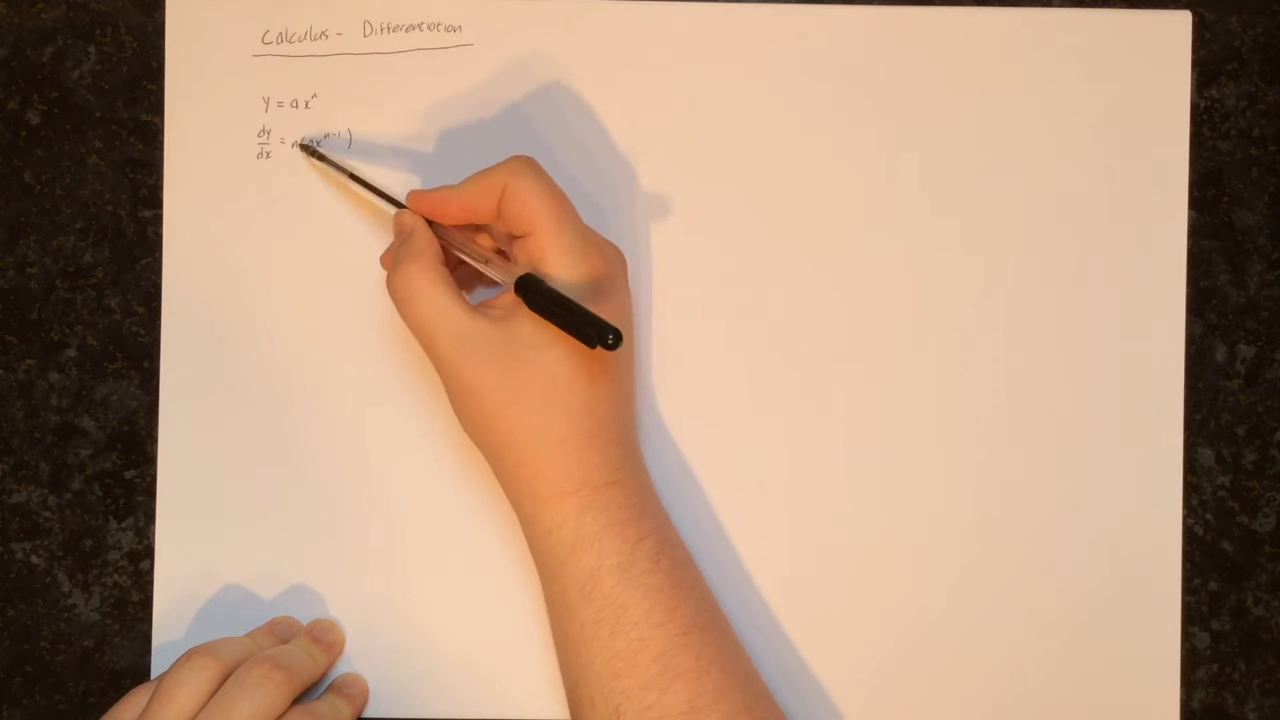 Calculus - Differentiation
y = ax^n
dy/dx = n(ax^{n-1})